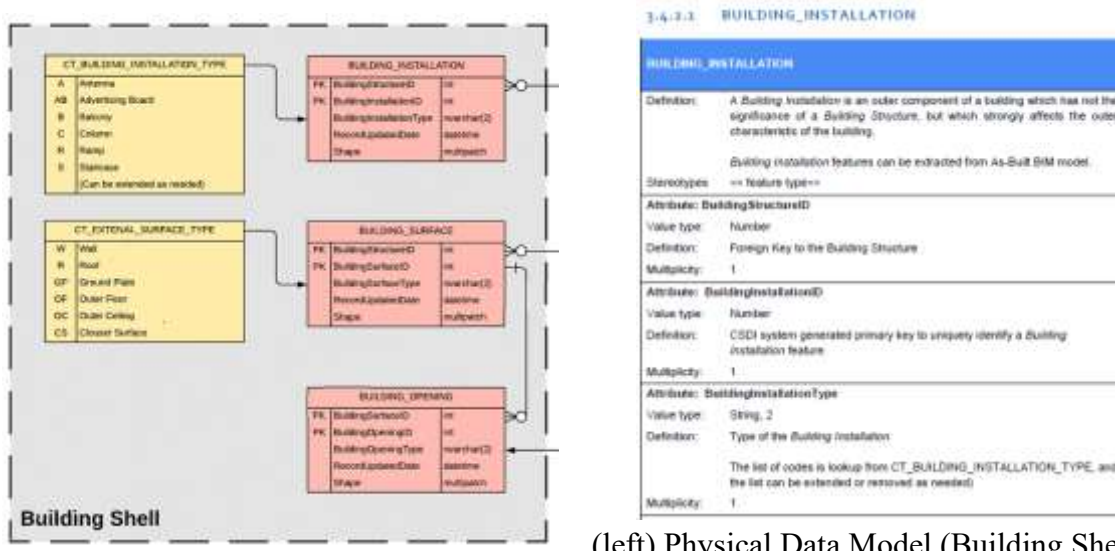 CT_BUILDING_INSTALLATION_TYPE
A Antenna
AB Advertising Board
B Balcony
C Column
R Ramp
S Staircase
(Can be extended as needed)
BUILDING_INSTALLATION
PK BuildingStructureID int
PK BuildingInstallationID int
BuildingInstallationType nvarchar(2)
RecordUpdatedDate datetime
Shape multipatch
CT_EXTENAL_SURFACE_TYPE
W Wall
R Roof
GP Ground Plate
OF Outer Floor
OC Outer Ceiling
CS Closuer Surface
BUILDING_SURFACE
PK BuildingStructureID int
PK BuildingSurfaceID int
BuildingSurfaceType nvarchar(2)
RecordUpdatedDate datetime
Shape multipatch
BUILDING_OPENING
PK BuildingSurfaceID int
PK BuildingOpeningID int
BuildingOpeningType nvarchar(2)
RecordUpdatedDate datetime
Shape multipatch
Building Shell
3.4.2.1 BUILDING_INSTALLATION
BUILDING_INSTALLATION
Definition: A Building Installation is an outer component of a building which has not the
significance of a Building Structure, but which strongly affects the outer
characteristic of the building.
Building Installation features can be extracted from As-Built BIM model.
Stereotypes: << feature type>>
Attribute: BuildingStructureID
Value type: Number
Definition: Foreign Key to the Building Structure
Multiplicity: 1
Attribute: BuildingInstallationID
Value type: Number
Definition: CSDI system generated primary key to uniquely identify a Building
Installation feature
Multiplicity: 1
Attribute: BuildingInstallationType
Value type: String, 2
Definition: Type of the Building Installation
The list of codes is lookup from CT_BUILDING_INSTALLATION_TYPE, and
the list can be extended or removed as needed)
Multiplicity: 1
(left) Physical Data Model (Building She